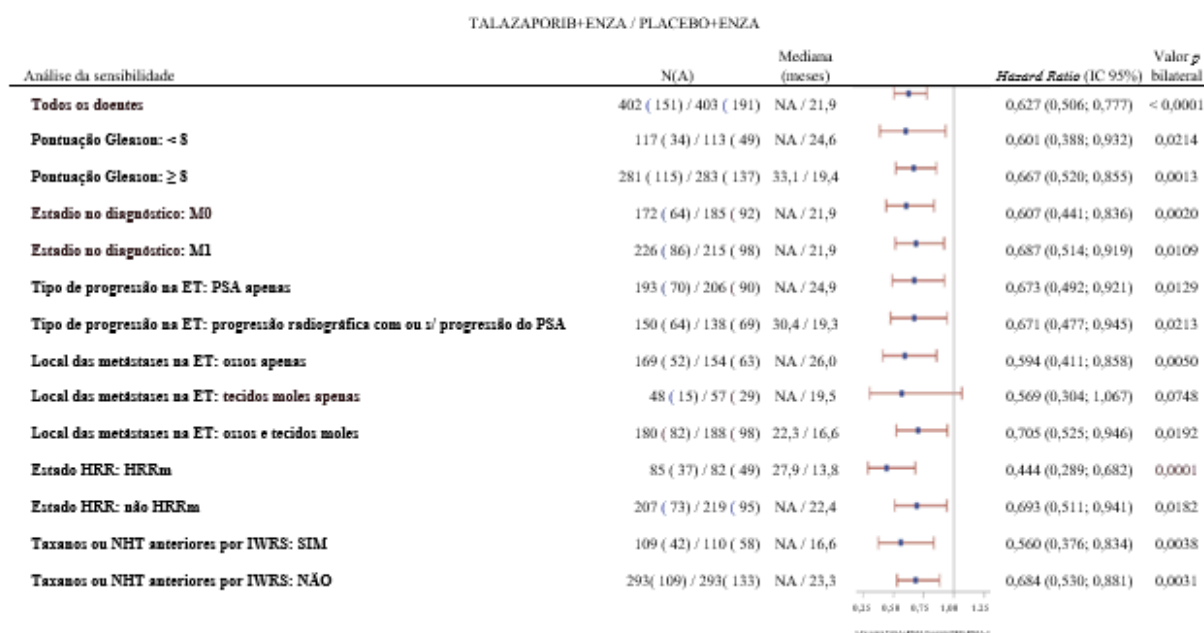 TALAZAPORIB+ENZA / PLACEBO+ENZA
Mediana Valor p
Análise da sensibilidade N(A) (meses) Hazard Ratio (IC 95%) bilateral
Todos os doentes 402 ( 151) / 403 ( 191) NA / 21,9 0,627 (0,506; 0,777) < 0,0001
Pontuação Gleason: < 8 117 ( 34) / 113 ( 49) NA / 24,6 0,601 (0,388; 0,932) 0,0214
Pontuação Gleason: ≥ 8 281 ( 115) / 283 ( 137) 33,1 / 19,4 0,667 (0,520; 0,855) 0,0013
Estadio no diagnóstico: M0 172 ( 64) / 185 ( 92) NA / 21,9 0,607 (0,441; 0,836) 0,0020
Estadio no diagnóstico: M1 226 ( 86) / 215 ( 98) NA / 21,9 0,687 (0,514; 0,919) 0,0109
Tipo de progressão na ET: PSA apenas 193 ( 70) / 206 ( 90) NA / 24,9 0,673 (0,492; 0,921) 0,0129
Tipo de progressão na ET: progressão radiográfica com ou s/ progressão do PSA 150 ( 64) / 138 ( 69) 30,4 / 19,3 0,671 (0,477; 0,945) 0,0213
Local das metástases na ET: ossos apenas 169 ( 52) / 154 ( 63) NA / 26,0 0,594 (0,411; 0,858) 0,0050
Local das metástases na ET: tecidos moles apenas 48 ( 15) / 57 ( 29) NA / 19,5 0,569 (0,304; 1,067) 0,0748
Local das metástases na ET: ossos e tecidos moles 180 ( 82) / 188 ( 98) 22,3 / 16,6 0,705 (0,525; 0,946) 0,0192
Estado HRR: HRRm 85 ( 37) / 82 ( 49) 27,9 / 13,8 0,444 (0,289; 0,682) 0,0001
Estado HRR: não HRRm 207 ( 73) / 219 ( 95) NA / 22,4 0,693 (0,511; 0,941) 0,0182
Taxanos ou NHT anteriores por IWRS: SIM 109 ( 42) / 110 ( 58) NA / 16,6 0,560 (0,376; 0,834) 0,0038
Taxanos ou NHT anteriores por IWRS: NÃO 293( 109) / 293( 133) NA / 23,3 0,684 (0,530; 0,881) 0,0031
0,25 0,50 0,75 1,00 1.25